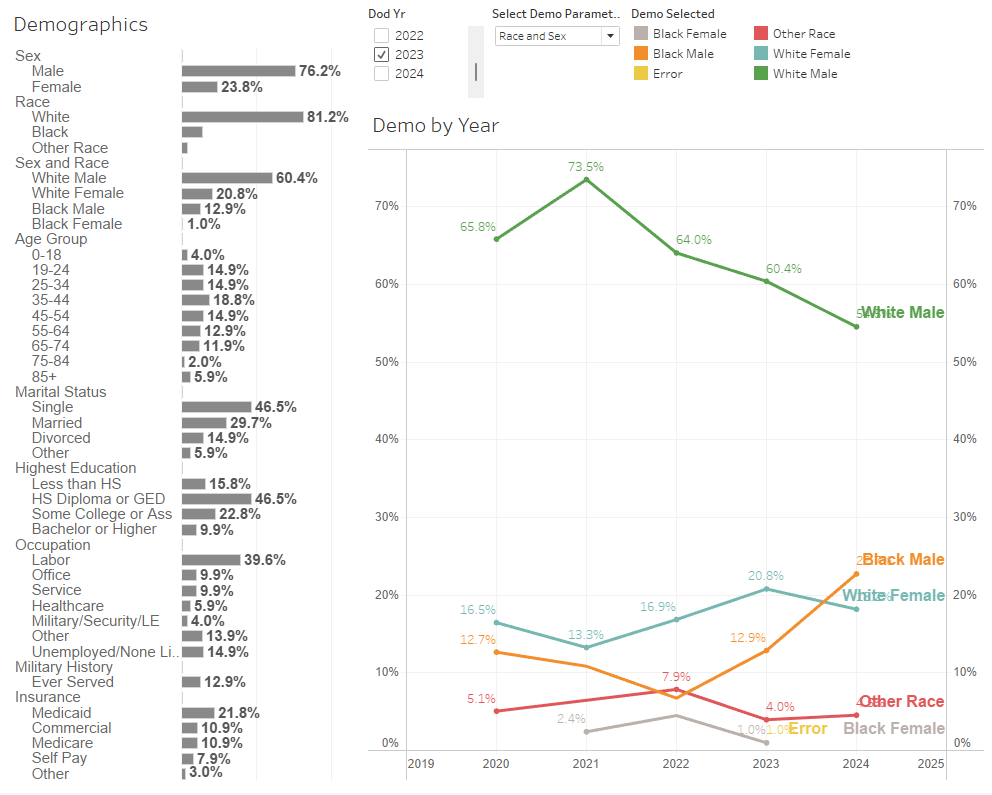 Demographics
Sex
Male 76.2%
Female 23.8%
Race
White 81.2%
Black
Other Race
Sex and Race
White Male 60.4%
White Female 20.8%
Black Male 12.9%
Black Female 1.0%
Age Group
0-18 4.0%
19-24 14.9%
25-34 14.9%
35-44 18.8%
45-54 14.9%
55-64 12.9%
65-74 11.9%
75-84 2.0%
85+ 5.9%
Marital Status
Single 46.5%
Married 29.7%
Divorced 14.9%
Other 5.9%
Highest Education
Less than HS 15.8%
HS Diploma or GED 46.5%
Some College or Ass 22.8%
Bachelor or Higher 9.9%
Occupation
Labor 39.6%
Office 9.9%
Service 9.9%
Healthcare 5.9%
Military/Security/LE 4.0%
Other 13.9%
Unemployed/None Li.. 14.9%
Military History
Ever Served 12.9%
Insurance
Medicaid 21.8%
Commercial 10.9%
Medicare 10.9%
Self Pay 7.9%
Other 3.0%
Dod Yr
2022
2023
2024
Select Demo Paramet..
Race and Sex
Demo Selected
Black Female Other Race
Black Male White Female
Error White Male
Demo by Year
73.5%
70% 70%
65.8% 64.0%
60.4%
60% 60%
White Male
50% 50%
40% 40%
30% 30%
Black Male
20.8%
20% White Female 20%
16.5% 16.9%
12.7% 13.3% 12.9%
10% 10%
7.9%
5.1% 4.0% Other Race
2.4% 1.0% 1.0% Error Black Female
0% 0%
2019 2020 2021 2022 2023 2024 2025